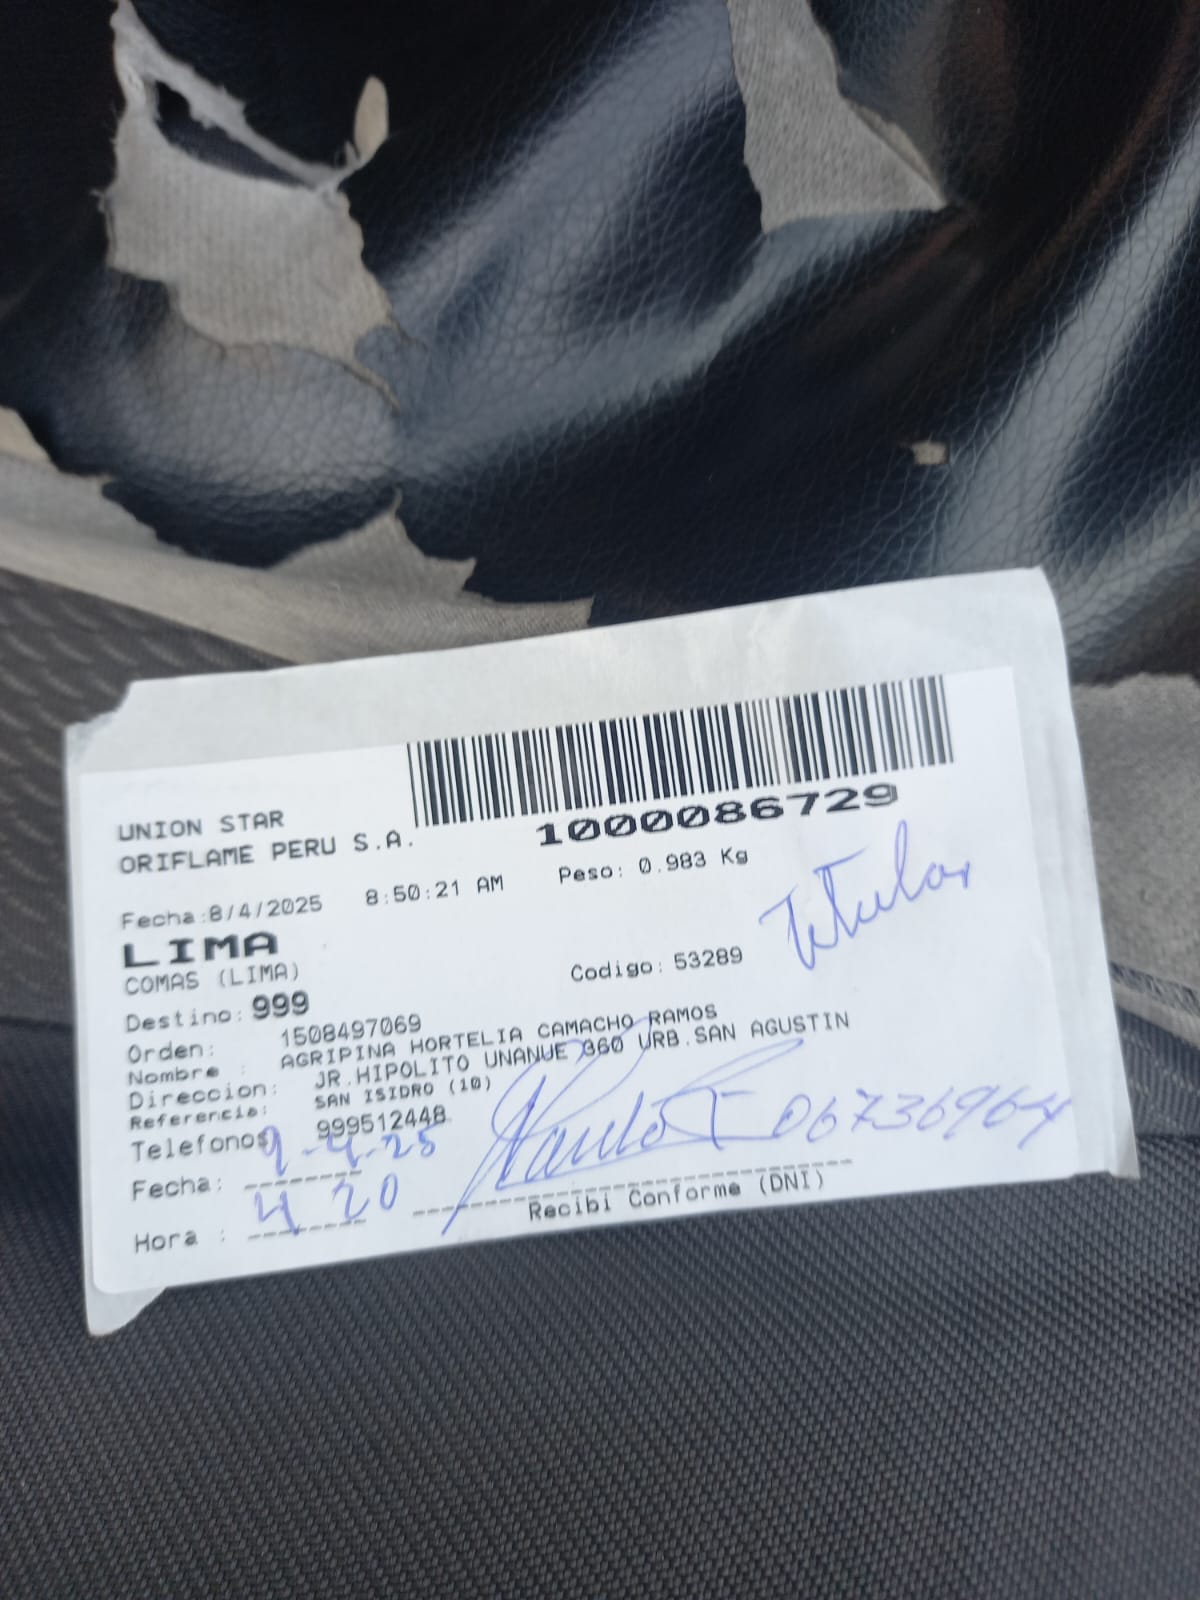 UNION STAR
ORIFLAME PERU S.A.
1000086729
Fecha:8/4/2025 8:50:21 AM Peso: 0.983 Kg
LIMA
Titular
COMAS (LIMA) Codigo: 53289
Destino: 999
Orden: 1508497069
Nombre : AGRIPINA HORTELIA CAMACHO RAMOS
Direccion: JR.HIPOLITO UNANUE 360 URB.SAN AGUSTIN
Referencia: SAN ISIDRO (10)
Telefonos 999512448
Fecha: 9-4-25
Hora : 4 20
06736964
Recibi Conforme (DNI)